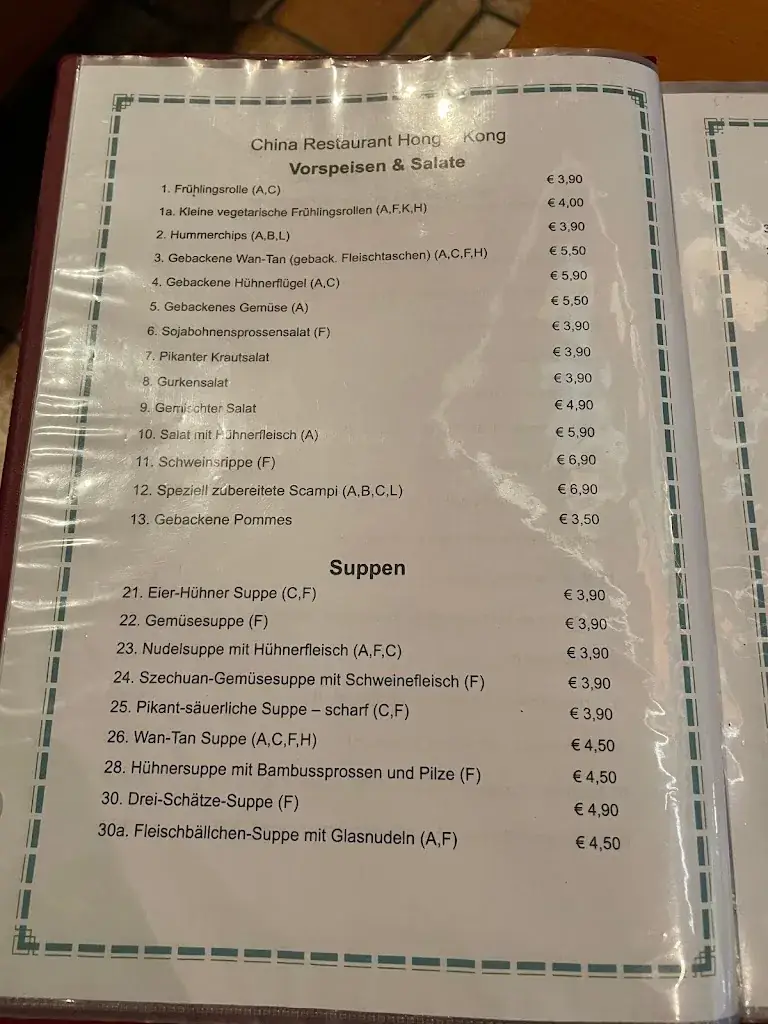 China Restaurant Hong Kong
Vorspeisen & Salate
1. Frühlingsrolle (A,C) € 3,90
1a. Kleine vegetarische Frühlingsrollen (A,F,K,H) € 4,00
2. Hummerchips (A,B,L) € 3,90
3. Gebackene Wan-Tan (geback. Fleischtaschen) (A,C,F,H) € 5,50
4. Gebackene Hühnerflügel (A,C) € 5,90
5. Gebackenes Gemüse (A) € 5,50
6. Sojabohnensprossensalat (F) € 3,90
7. Pikanter Krautsalat € 3,90
8. Gurkensalat € 3,90
9. Gemischter Salat € 4,90
10. Salat mit Hühnerfleisch (A) € 5,90
11. Schweinsrippe (F) € 6,90
12. Speziell zubereitete Scampi (A,B,C,L) € 6,90
13. Gebackene Pommes € 3,50
Suppen
21. Eier-Hühner Suppe (C,F) € 3,90
22. Gemüsesuppe (F) € 3,90
23. Nudelsuppe mit Hühnerfleisch (A,F,C) € 3,90
24. Szechuan-Gemüsesuppe mit Schweinefleisch (F) € 3,90
25. Pikant-säuerliche Suppe – scharf (C,F) € 3,90
26. Wan-Tan Suppe (A,C,F,H) € 4,50
28. Hühnersuppe mit Bambussprossen und Pilze (F) € 4,50
30. Drei-Schätze-Suppe (F) € 4,90
30a. Fleischbällchen-Suppe mit Glasnudeln (A,F) € 4,50